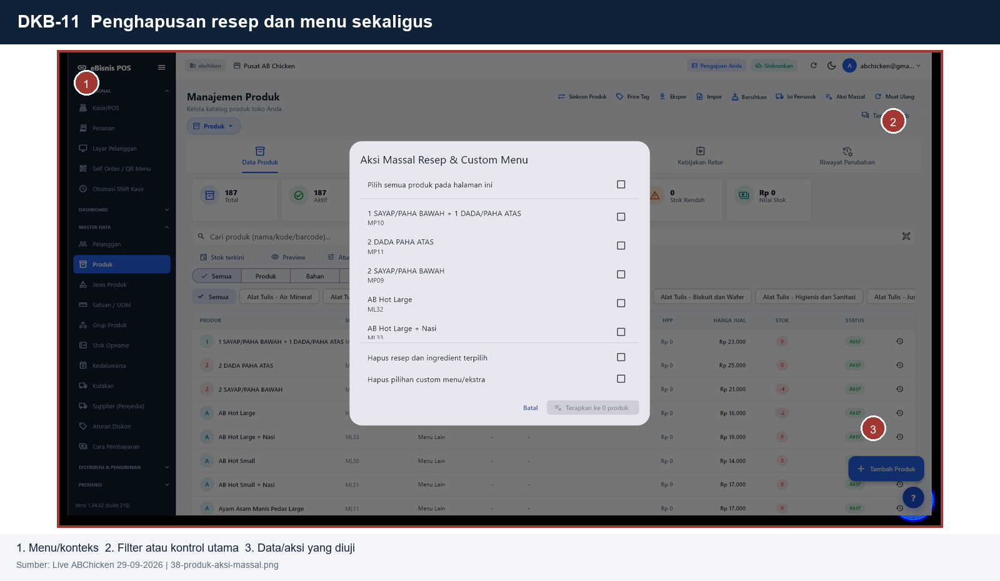 DKB-11 Penghapusan resep dan menu sekaligus
eBisnis POS
abchiken
Pusat AB Chicken
Pengajuan Anda
Sinkronkan
A
abchicken@gma...
1
Kasir/POS
Pesanan
Layar Pelanggan
Self Order / QR Menu
Otomasi Shift Kasir
DASHBOARD
MASTER DATA
Pelanggan
Produk
Jenis Produk
Satuan / UOM
Grup Produk
Stok Opname
Kedaluwarsa
Kulakan
Supplier (Penyedia)
Aturan Diskon
Cara Pembayaran
DISTRIBUSI & PENGIRIMAN
PRODUKSI
Versi 1.34.52 (build 215)
Manajemen Produk
Kelola katalog produk toko Anda
Sinkron Produk
Price Tag
Ekspor
Impor
Bersihkan
Isi Pemasok
Aksi Massal
Muat Ulang
2
Produk
Data Produk
Kebijakan Retur
Riwayat Perubahan
187
Total
187
Aktif
0
Stok Rendah
Rp 0
Nilai Stok
Cari produk (nama/kode/barcode)...
Stok terkini
Preview
Semua
Produk
Bahan
Semua
Alat Tulis - Air Mineral
Alat Tulis - Biskuit dan Wafer
Alat Tulis - Higienis dan Sanitasi
Alat Tulis - Jus
PRODUK
HPP
HARGA JUAL
STOK
STATUS
1 1 SAYAP/PAHA BAWAH + 1 DADA/PAHA ATAS Rp 0 Rp 23.000 0 Aktif
2 2 DADA PAHA ATAS Rp 0 Rp 25.000 0 Aktif
2 2 SAYAP/PAHA BAWAH Rp 0 Rp 21.000 -4 Aktif
A AB Hot Large Rp 0 Rp 16.000 -2 Aktif
A AB Hot Large + Nasi ML33 Menu Lain - - Rp 0 Rp 19.000 0 Aktif
3
A AB Hot Small ML30 Menu Lain - - Rp 0 Rp 14.000 0
A AB Hot Small + Nasi ML31 Menu Lain - - Rp 0 Rp 17.000 0 Aktif
A Ayam Asam Manis Pedas Large ML11 Menu Lain - - Rp 0 Rp 17.000 0 Aktif
+ Tambah Produk
?
Aksi Massal Resep & Custom Menu
Pilih semua produk pada halaman ini
1 SAYAP/PAHA BAWAH + 1 DADA/PAHA ATAS
MP10
2 DADA PAHA ATAS
MP11
2 SAYAP/PAHA BAWAH
MP09
AB Hot Large
ML32
AB Hot Large + Nasi
ML33
Hapus resep dan ingredient terpilih
Hapus pilihan custom menu/ekstra
Batal
Terapkan ke 0 produk
1. Menu/konteks 2. Filter atau kontrol utama 3. Data/aksi yang diuji
Sumber: Live ABChicken 29-09-2026 | 38-produk-aksi-massal.png